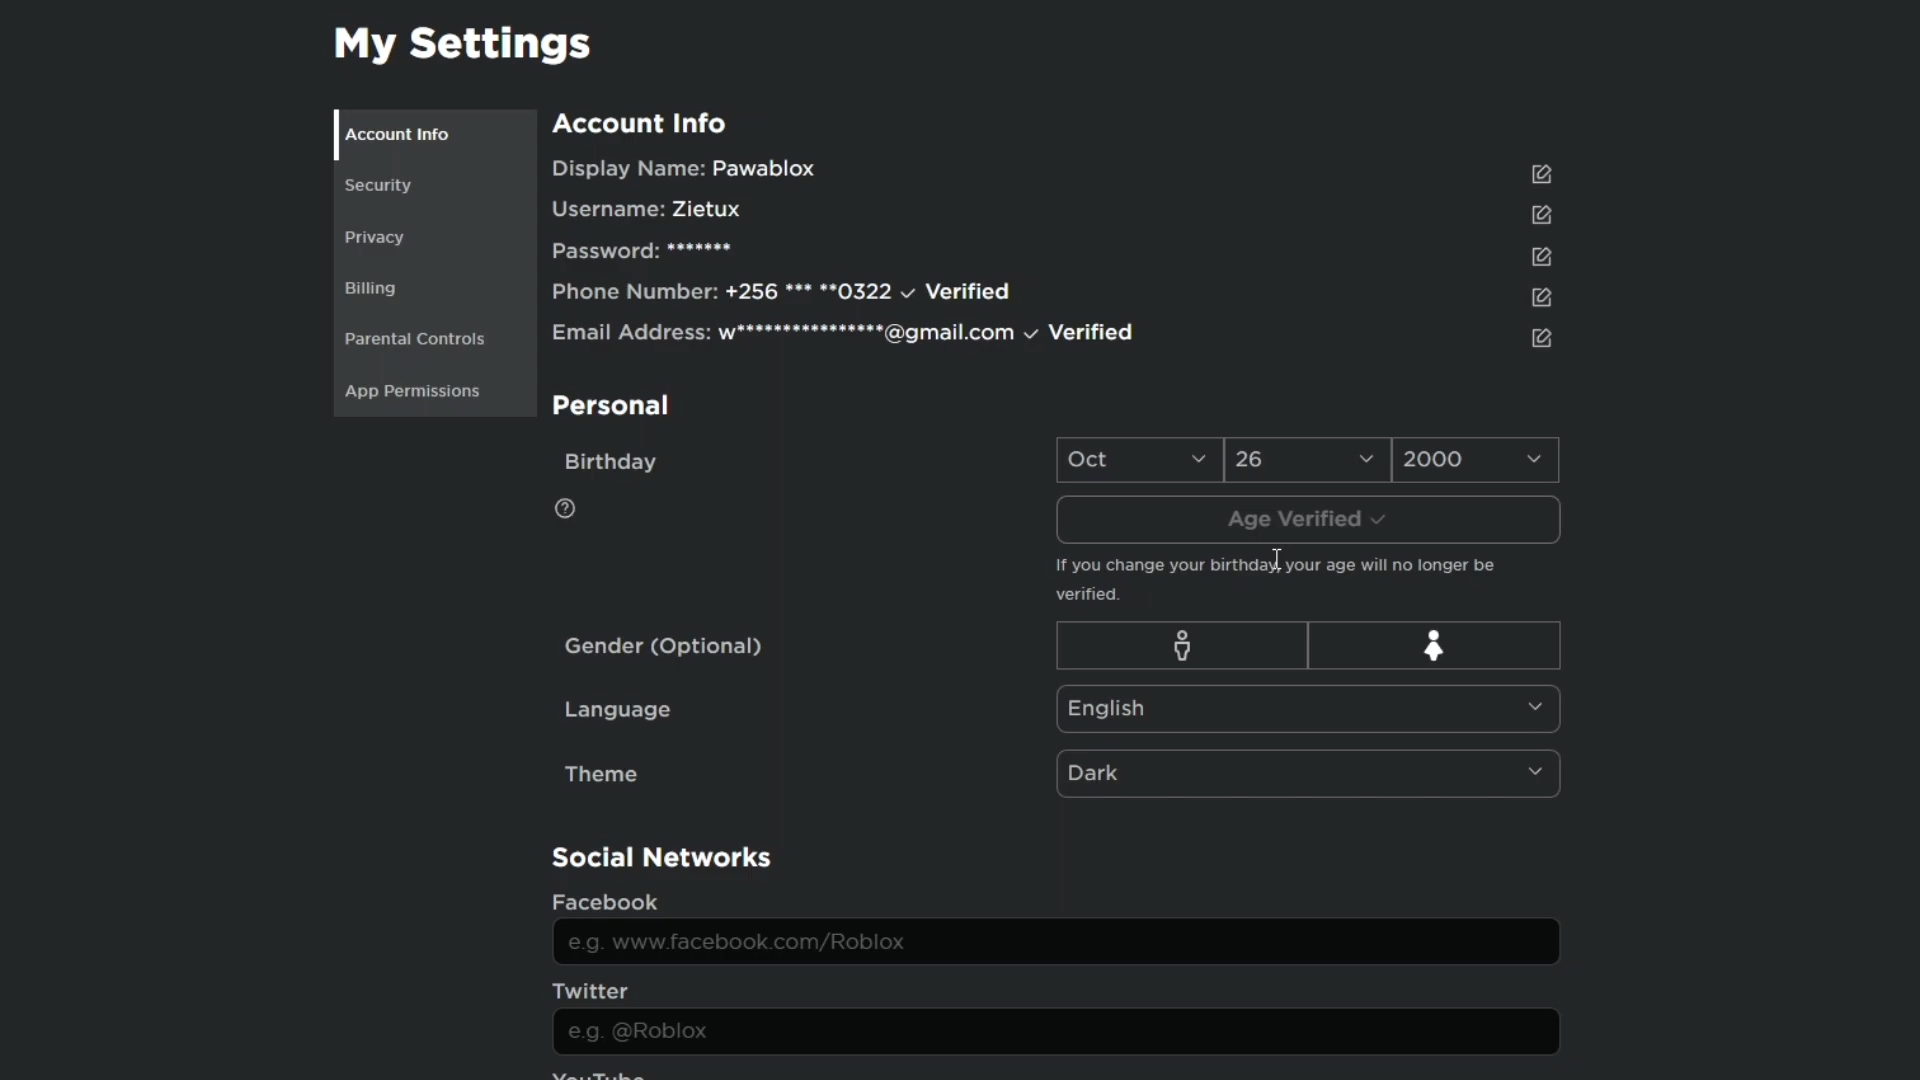 My Settings
Account Info
Security
Privacy
Billing
Parental Controls
App Permissions
Account Info
Display Name: Pawablox
Username: Zietux
Password: *******
Phone Number: +256 *** **0322 ✓ Verified
Email Address: w****************@gmail.com ✓ Verified
Personal
Birthday
Oct
26
2000
Age Verified ✓
If you change your birthday, your age will no longer be
verified.
Gender (Optional)
Language
English
Theme
Dark
Social Networks
Facebook
e.g. www.facebook.com/Roblox
Twitter
e.g. @Roblox
YouTube